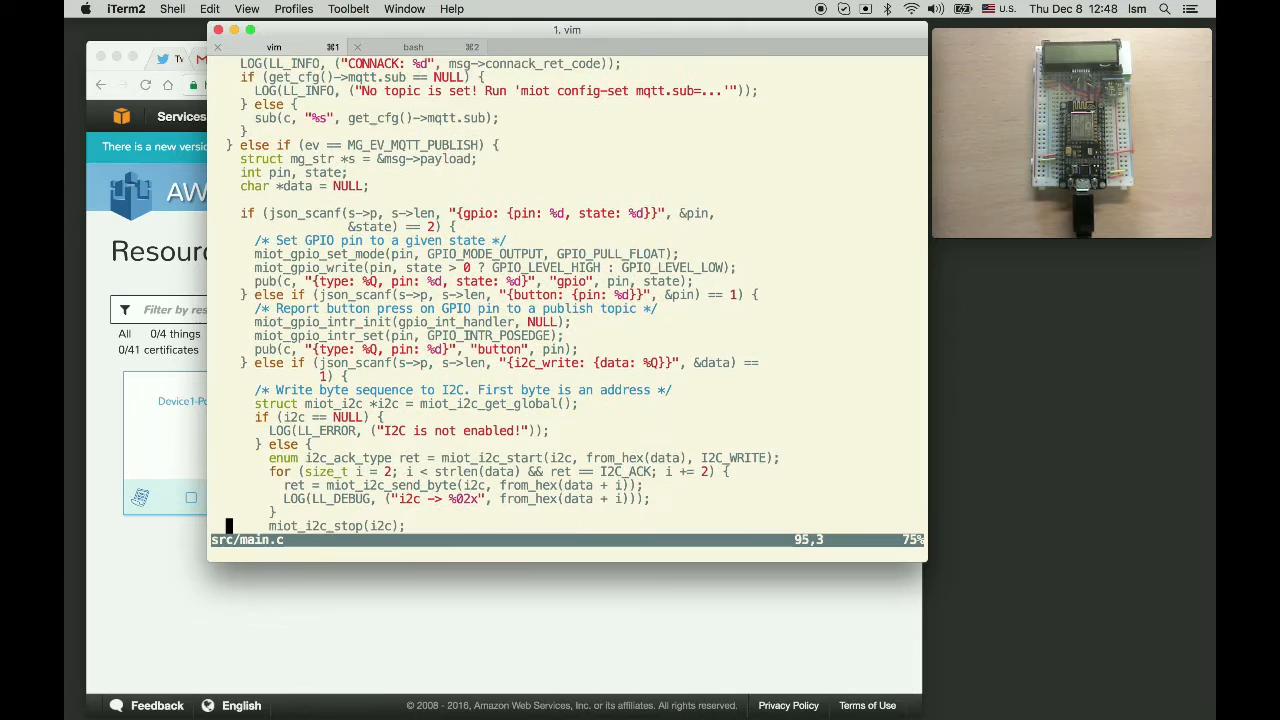 iTerm2 Shell Edit View Profiles Toolbelt Window Help U.S. Thu Dec 8 12:48 Ism
1. vim
vim ⌘1 bash ⌘2
LOG(LL_INFO, ("CONNACK: %d", msg->connack_ret_code));
if (get_cfg()->mqtt.sub == NULL) {
LOG(LL_INFO, ("No topic is set! Run 'miot config-set mqtt.sub=...'"));
} else {
sub(c, "%s", get_cfg()->mqtt.sub);
}
} else if (ev == MG_EV_MQTT_PUBLISH) {
struct mg_str *s = &msg->payload;
int pin, state;
char *data = NULL;
if (json_scanf(s->p, s->len, "{gpio: {pin: %d, state: %d}}", &pin,
&state) == 2) {
/* Set GPIO pin to a given state */
miot_gpio_set_mode(pin, GPIO_MODE_OUTPUT, GPIO_PULL_FLOAT);
miot_gpio_write(pin, state > 0 ? GPIO_LEVEL_HIGH : GPIO_LEVEL_LOW);
pub(c, "{type: %Q, pin: %d, state: %d}", "gpio", pin, state);
} else if (json_scanf(s->p, s->len, "{button: {pin: %d}}", &pin) == 1) {
/* Report button press on GPIO pin to a publish topic */
miot_gpio_intr_init(gpio_int_handler, NULL);
miot_gpio_intr_set(pin, GPIO_INTR_POSEDGE);
pub(c, "{type: %Q, pin: %d}", "button", pin);
} else if (json_scanf(s->p, s->len, "{i2c_write: {data: %Q}}", &data) ==
1) {
/* Write byte sequence to I2C. First byte is an address */
struct miot_i2c *i2c = miot_i2c_get_global();
if (i2c == NULL) {
LOG(LL_ERROR, ("I2C is not enabled!"));
} else {
enum i2c_ack_type ret = miot_i2c_start(i2c, from_hex(data), I2C_WRITE);
for (size_t i = 2; i < strlen(data) && ret == I2C_ACK; i += 2) {
ret = miot_i2c_send_byte(i2c, from_hex(data + i));
LOG(LL_DEBUG, ("i2c -> %02x", from_hex(data + i)));
}
miot_i2c_stop(i2c);
src/main.c 95,3 75%
Services
There is a new versi
AW
Resourc
Filter by res
All 0/4 things
0/41 certificates
Device1-Po
Feedback English © 2008 - 2016, Amazon Web Services, Inc. or its affiliates. All rights reserved. Privacy Policy Terms of Use